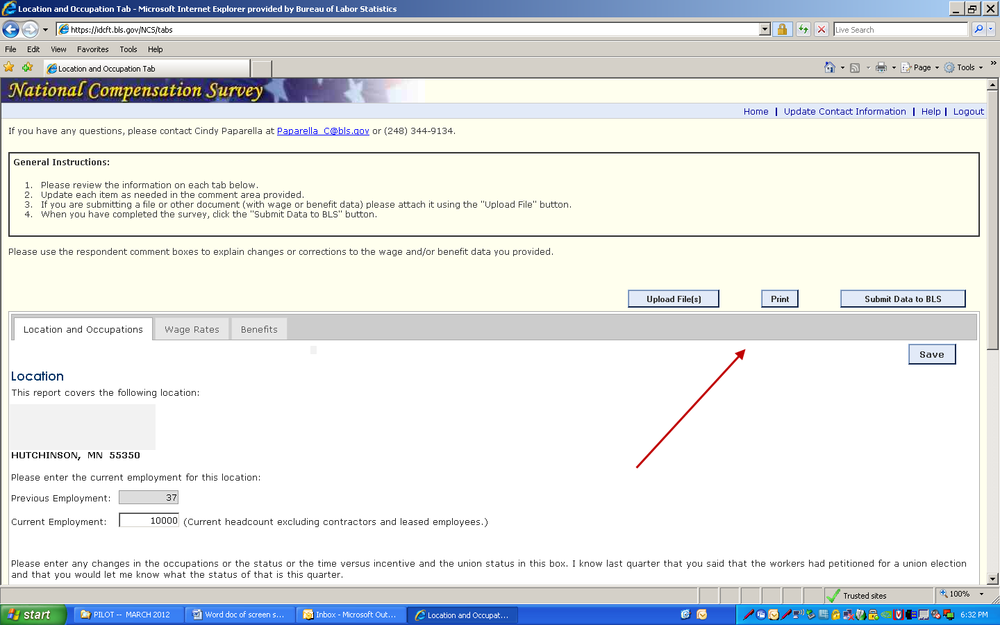 Location and Occupation Tab - Microsoft Internet Explorer provided by Bureau of Labor Statistics
https://idcft.bls.gov/NCS/tabs
Live Search
File Edit View Favorites Tools Help
Location and Occupation Tab
Page Tools »
National Compensation Survey
Home | Update Contact Information | Help | Logout
If you have any questions, please contact Cindy Paparella at Paparella_C@bls.gov or (248) 344-9134.
General Instructions:
1. Please review the information on each tab below.
2. Update each item as needed in the comment area provided.
3. If you are submitting a file or other document (with wage or benefit data) please attach it using the "Upload File" button.
4. When you have completed the survey, click the "Submit Data to BLS" button.
Please use the respondent comment boxes to explain changes or corrections to the wage and/or benefit data you provided.
Upload File(s) Print Submit Data to BLS
Location and Occupations Wage Rates Benefits
Save
Location
This report covers the following location:
HUTCHINSON, MN 55350
Please enter the current employment for this location:
Previous Employment: 37
Current Employment: 10000 (Current headcount excluding contractors and leased employees.)
Please enter any changes in the occupations or the status or the time versus incentive and the union status in this box. I know last quarter that you said that the workers had petitioned for a union election
and that you would let me know what the status of that is this quarter.
Trusted sites 100%
start PILOT -- MARCH 2012 Word doc of screen s... Inbox - Microsoft Out... Location and Occupat... 6:32 PM